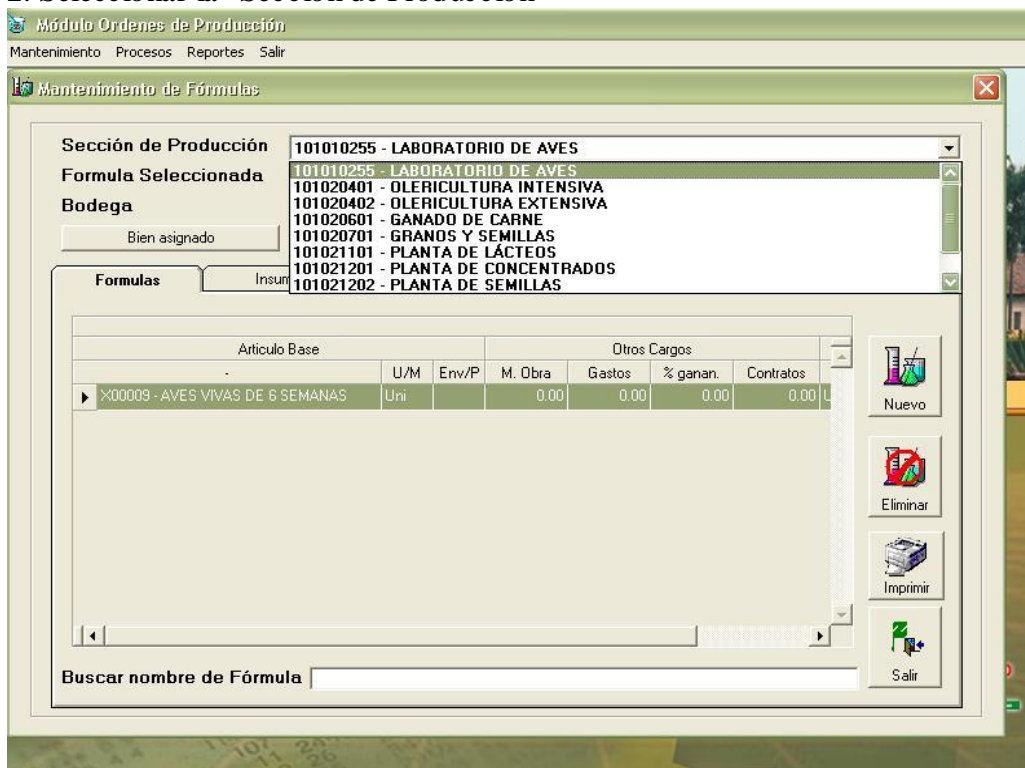 2. Seleccionar la "Sección de Producción"
Módulo Ordenes de Producción
Mantenimiento Procesos Reportes Salir
Mantenimiento de Fórmulas
Sección de Producción 101010255 - LABORATORIO DE AVES
Formula Seleccionada 101010255 - LABORATORIO DE AVES
101020401 - OLERICULTURA INTENSIVA
Bodega 101020402 - OLERICULTURA EXTENSIVA
101020601 - GANADO DE CARNE
Bien asignado 101020701 - GRANOS Y SEMILLAS
101021101 - PLANTA DE LÁCTEOS
101021201 - PLANTA DE CONCENTRADOS
Formulas Insum 101021202 - PLANTA DE SEMILLAS
Articulo Base Otros Cargos
- U/M Env/P M. Obra Gastos % ganan. Contratos
X00009 - AVES VIVAS DE 6 SEMANAS Uni 0.00 0.00 0.00 0.00 U
Nuevo
Eliminar
Imprimir
Buscar nombre de Fórmula
Salir